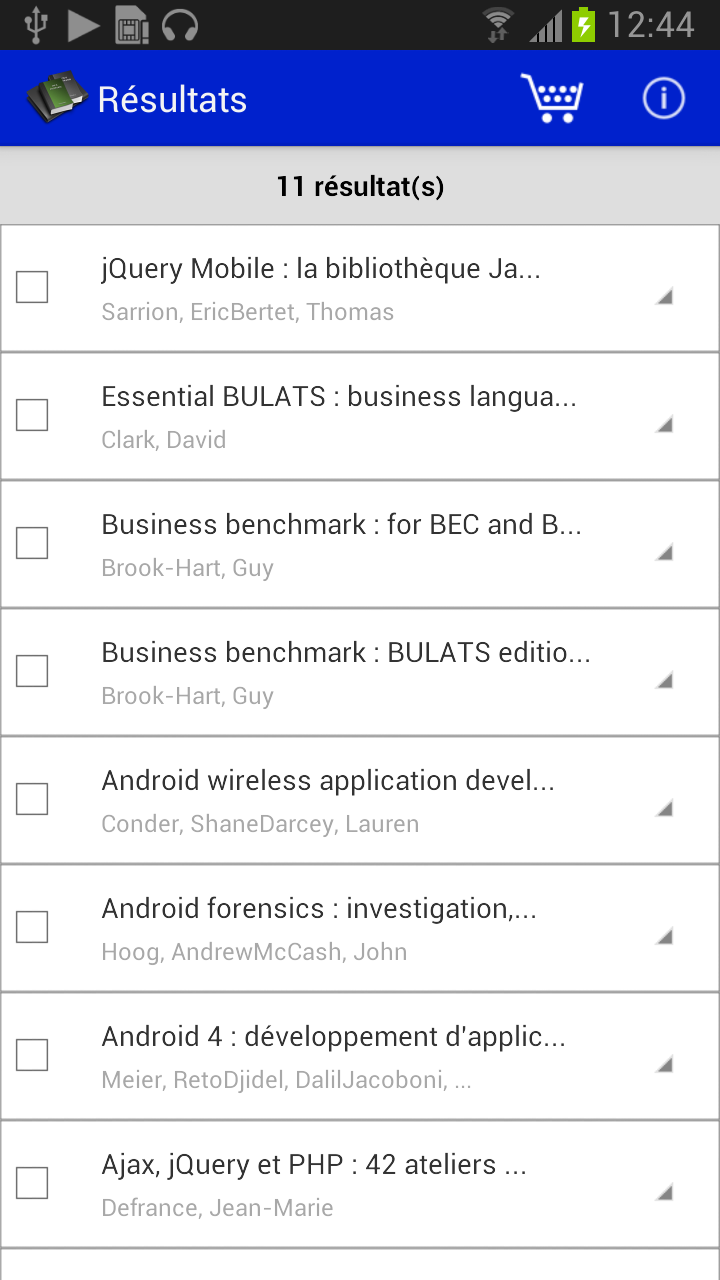 12:44
Résultats
11 résultat(s)
jQuery Mobile : la bibliothèque Ja...
Sarrion, EricBertet, Thomas
Essential BULATS : business langua...
Clark, David
Business benchmark : for BEC and B...
Brook-Hart, Guy
Business benchmark : BULATS editio...
Brook-Hart, Guy
Android wireless application devel...
Conder, ShaneDarcey, Lauren
Android forensics : investigation,...
Hoog, AndrewMcCash, John
Android 4 : développement d'applic...
Meier, RetoDjidel, DalilJacoboni, ...
Ajax, jQuery et PHP : 42 ateliers ...
Defrance, Jean-Marie